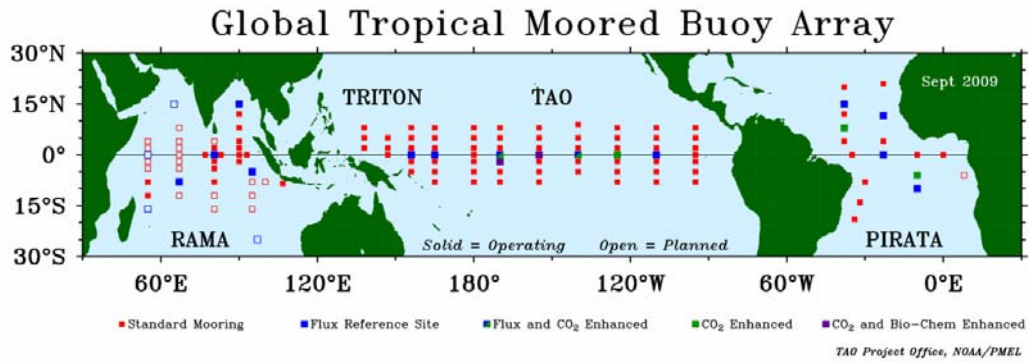 Global Tropical Moored Buoy Array
30°N
15°N
0°
15°S
30°S
Sept 2009
TRITON
TAO
RAMA
Solid = Operating Open = Planned
PIRATA
60°E 120°E 180° 120°W 60°W 0°E
Standard Mooring Flux Reference Site Flux and CO₂ Enhanced CO₂ Enhanced CO₂ and Bio-Chem Enhanced
TAO Project Office, NOAA/PMEL